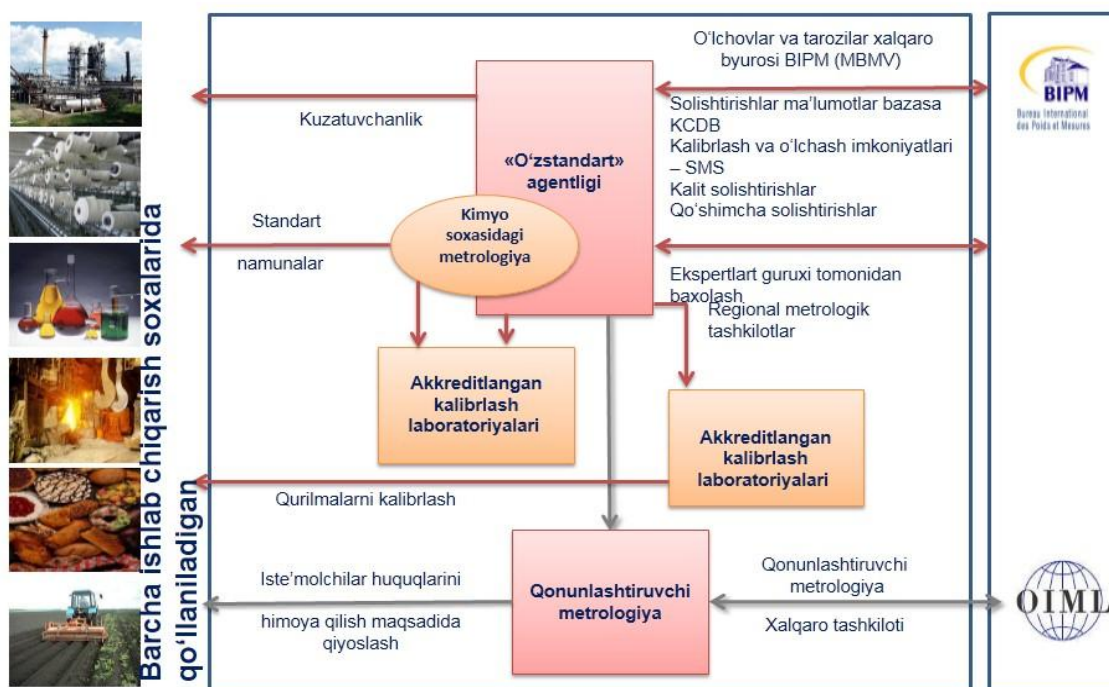 Barcha ishlab chiqarish soxalarida
qo‘llaniladigan
Kuzatuvchanlik
Standart
namunalar
«O‘zstandart»
agentligi
Kimyo
soxasidagi
metrologiya
O‘lchovlar va tarozilar xalqaro
byurosi BIPM (MBMV)
Solishtirishlar ma’lumotlar bazasa
KCDB
Kalibrlash va o‘lchash imkoniyatlari
– SMS
Kalit solishtirishlar
Qo‘shimcha solishtirishlar
Ekspertlart guruxi tomonidan
baxolash
Regional metrologik
tashkilotlar
Akkreditlangan
kalibrlash
laboratoriyalari
Akkreditlangan
kalibrlash
laboratoriyalari
Qurilmalarni kalibrlash
Iste’molchilar huquqlarini
himoya qilish maqsadida
qiyoslash
Qonunlashtiruvchi
metrologiya
Qonunlashtiruvchi
metrologiya
Xalqaro tashkiloti
BIPM
Bureau International
des Poids et Mesures
OIML